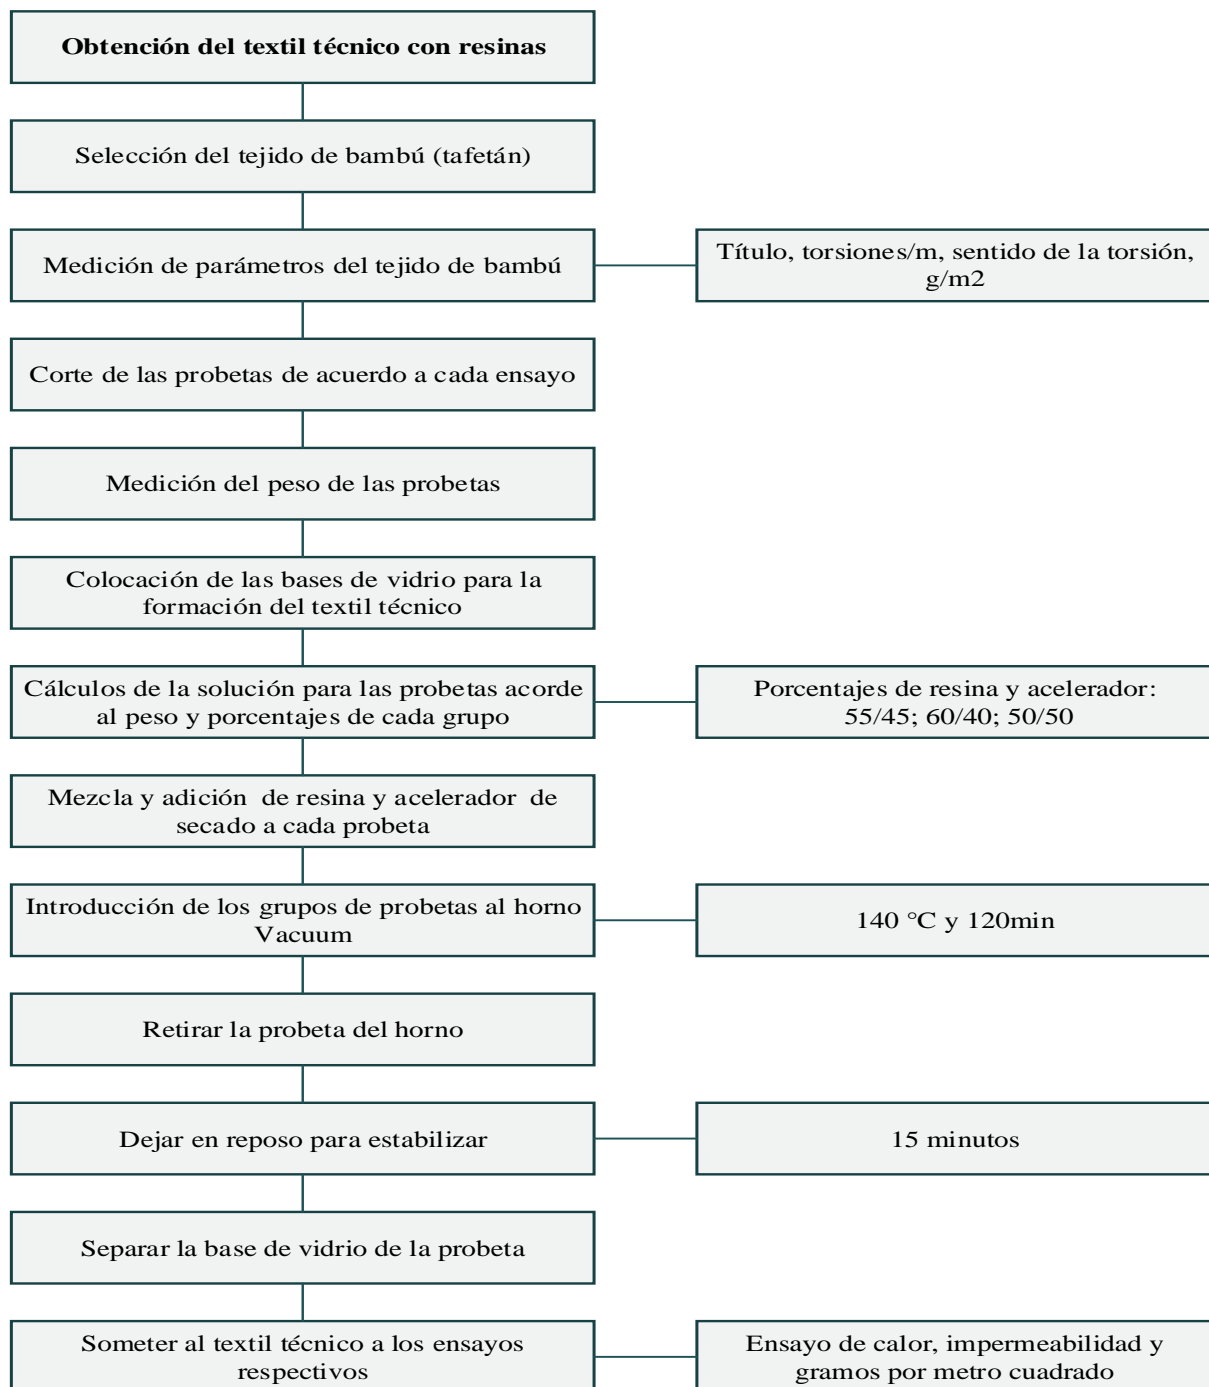 Obtención del textil técnico con resinas
Selección del tejido de bambú (tafetán)
Medición de parámetros del tejido de bambú
Título, torsiones/m, sentido de la torsión,
g/m2
Corte de las probetas de acuerdo a cada ensayo
Medición del peso de las probetas
Colocación de las bases de vidrio para la
formación del textil técnico
Cálculos de la solución para las probetas acorde
al peso y porcentajes de cada grupo
Porcentajes de resina y acelerador:
55/45; 60/40; 50/50
Mezcla y adición  de resina y acelerador  de
secado a cada probeta
Introducción de los grupos de probetas al horno
Vacuum
140 °C y 120min
Retirar la probeta del horno
Dejar en reposo para estabilizar
15 minutos
Separar la base de vidrio de la probeta
Someter al textil técnico a los ensayos
respectivos
Ensayo de calor, impermeabilidad y
gramos por metro cuadrado